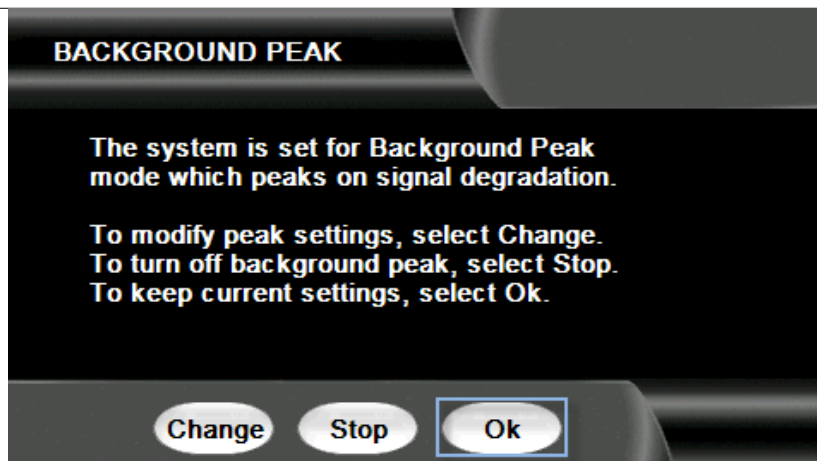 BACKGROUND PEAK
The system is set for Background Peak
mode which peaks on signal degradation.
To modify peak settings, select Change.
To turn off background peak, select Stop.
To keep current settings, select Ok.
Change Stop Ok